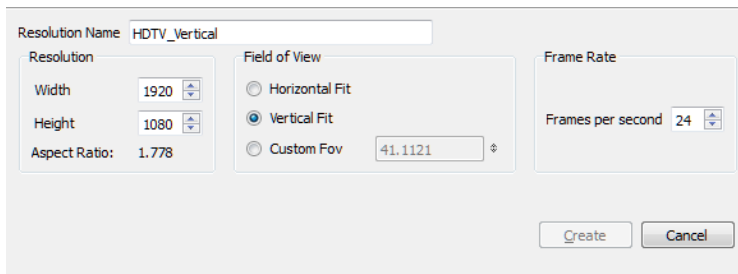 Resolution Name HDTV_Vertical
Resolution
Width 1920
Height 1080
Aspect Ratio: 1.778
Field of View
Horizontal Fit
Vertical Fit
Custom Fov 41.1121
Frame Rate
Frames per second 24
Create Cancel